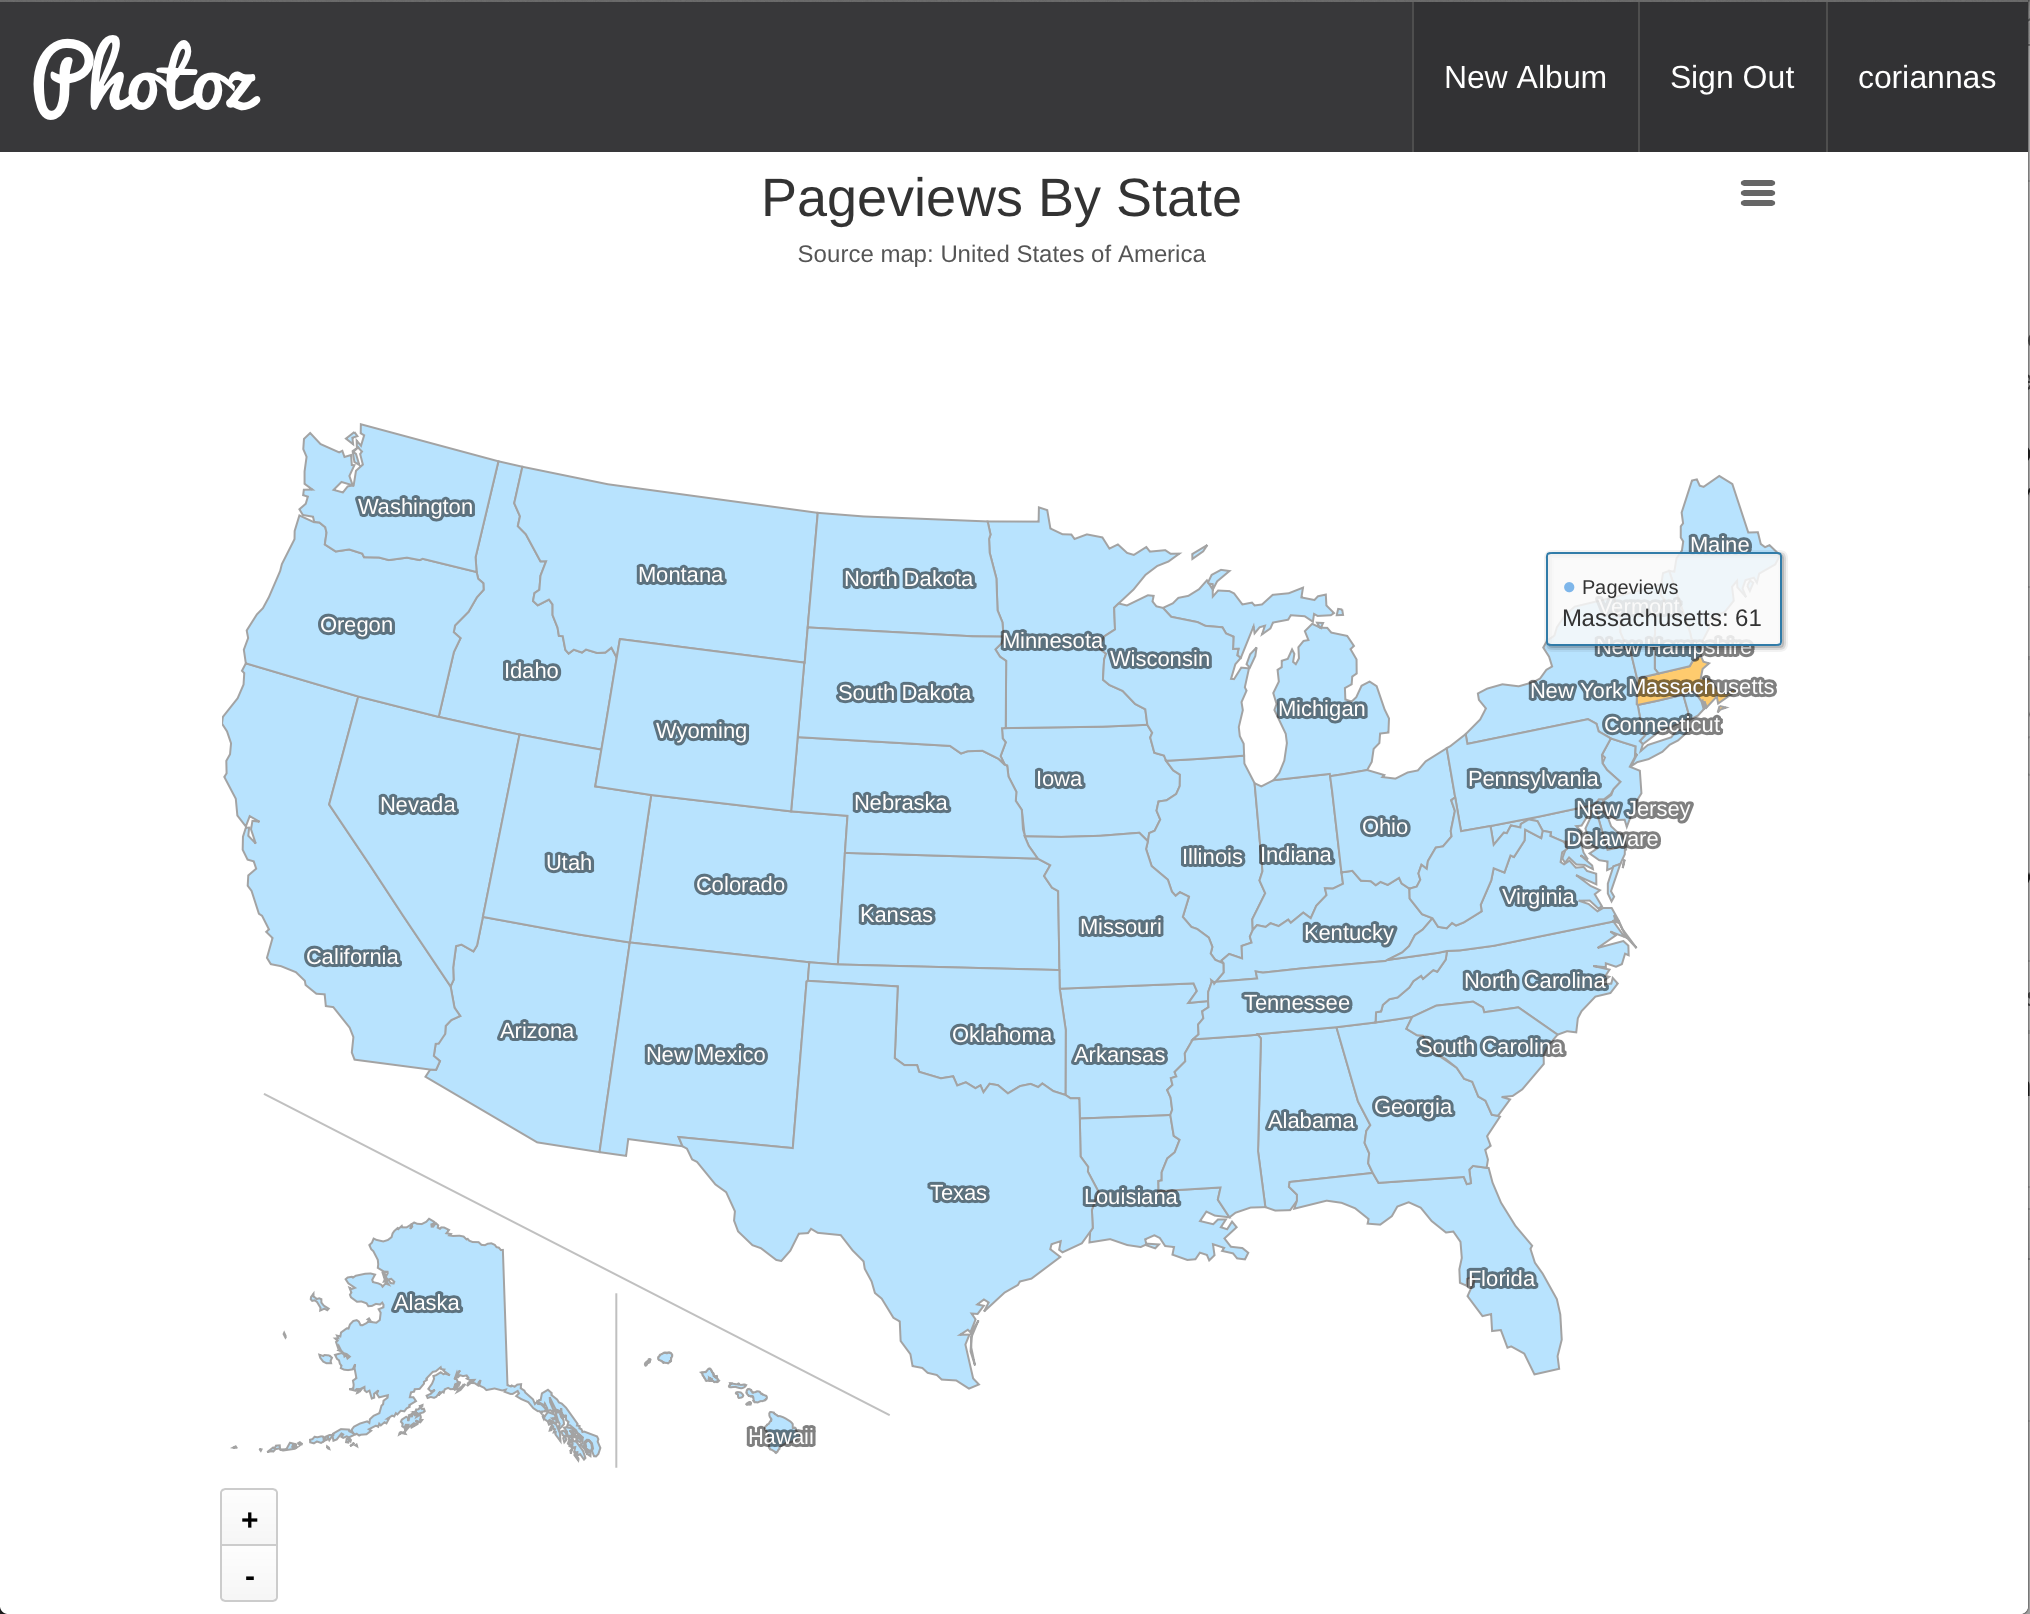 Photoz
New Album
Sign Out
coriannas
Pageviews By State
Source map: United States of America
Washington
Maine
Montana
North Dakota
Pageviews
Vermont
Massachusetts: 61
Oregon
Minnesota
New Hampshire
Wisconsin
Idaho
South Dakota
New York
Massachusetts
Michigan
Connecticut
Wyoming
Iowa
Pennsylvania
Nevada
Nebraska
New Jersey
Ohio
Delaware
Utah
Illinois
Indiana
Colorado
Virginia
Kansas
Missouri
Kentucky
California
North Carolina
Tennessee
Arizona
Oklahoma
South Carolina
New Mexico
Arkansas
Georgia
Alabama
Texas
Louisiana
Florida
Alaska
Hawaii
+
-